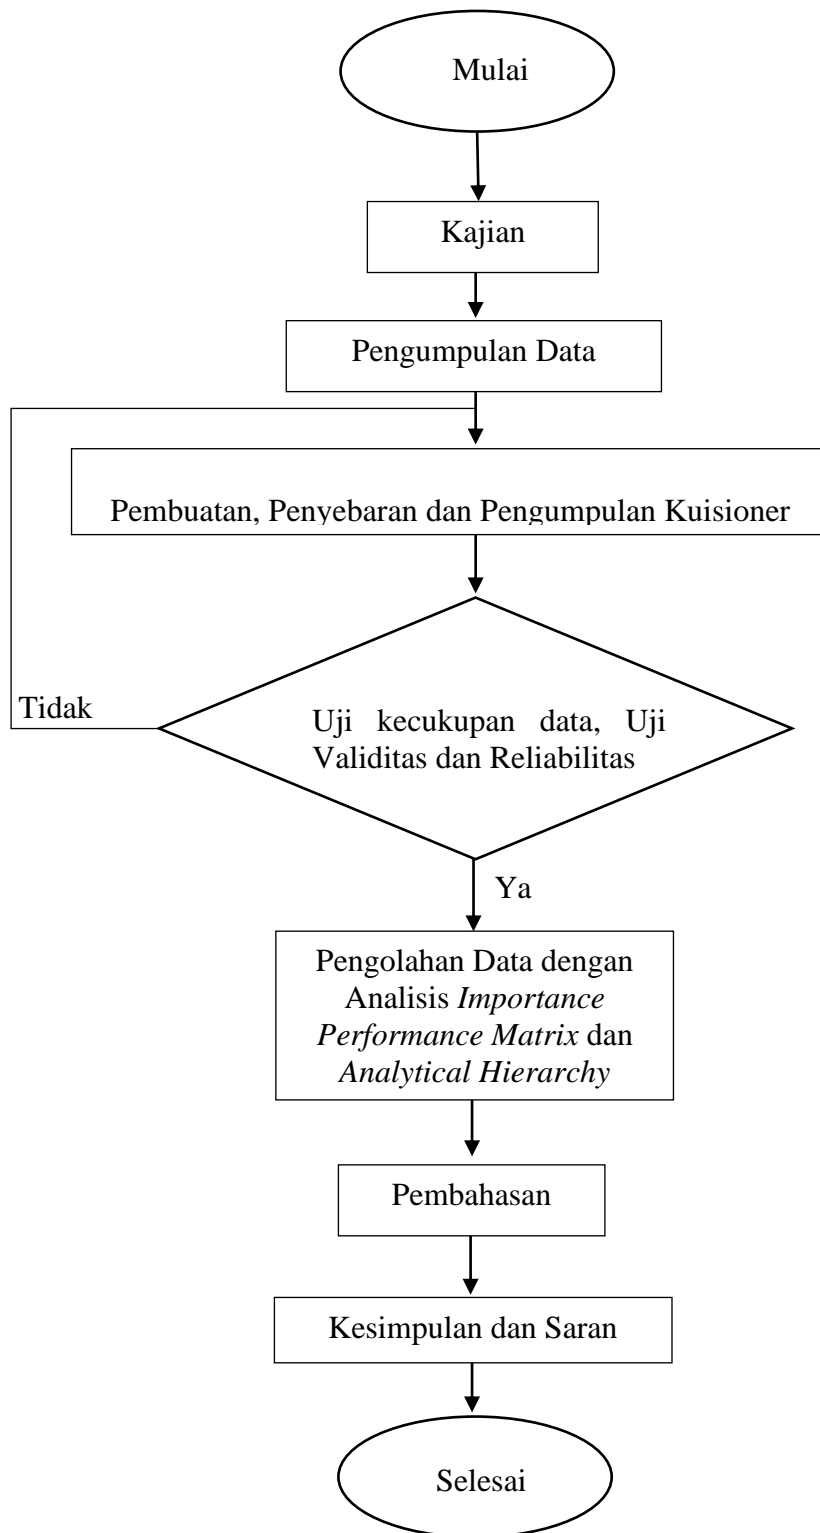 Mulai
Kajian
Pengumpulan Data
Pembuatan, Penyebaran dan Pengumpulan Kuisioner
Tidak
Uji kecukupan data, Uji
Validitas dan Reliabilitas
Ya
Pengolahan Data dengan
Analisis Importance
Performance Matrix dan
Analytical Hierarchy
Pembahasan
Kesimpulan dan Saran
Selesai